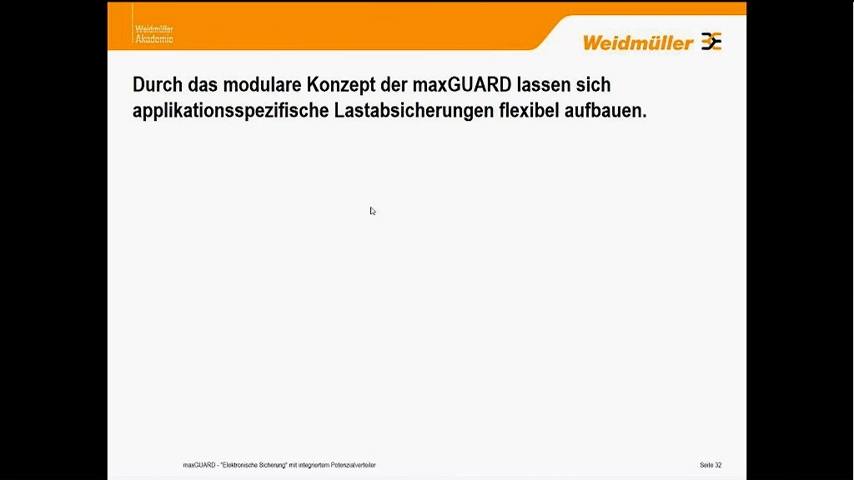 Weidmüller
Akademie
Weidmüller
Durch das modulare Konzept der maxGUARD lassen sich
applikationsspezifische Lastabsicherungen flexibel aufbauen.
maxGUARD - "Elektronische Sicherung" mit integriertem Potenzialverteiler
Seite 32